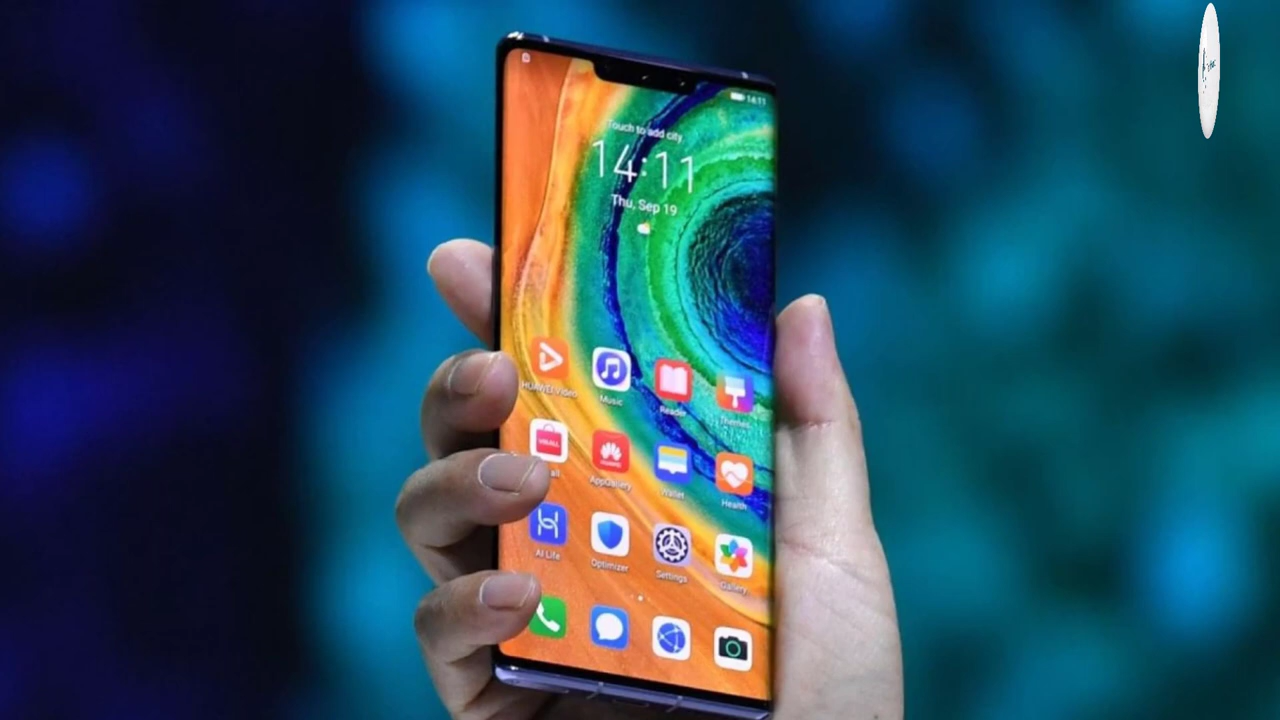 14:11
Touch to add city
14:11
Thu, Sep 19
HUAWEI Video
Music
Reader
Themes
VMALL
AppGallery
Wallet
Health
AI Life
Optimizer
Settings
Gallery